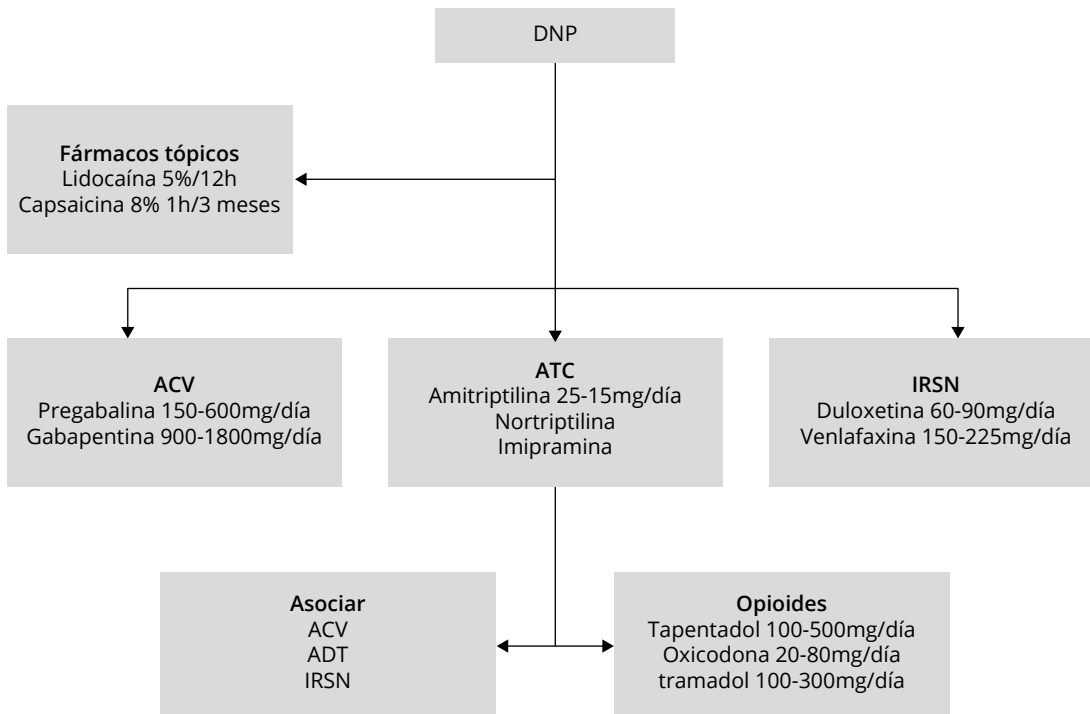 DNP
Fármacos tópicos
Lidocaína 5%/12h
Capsaicina 8% 1h/3 meses
ACV
Pregabalina 150-600mg/día
Gabapentina 900-1800mg/día
ATC
Amitriptilina 25-15mg/día
Nortriptilina
Imipramina
IRSN
Duloxetina 60-90mg/día
Venlafaxina 150-225mg/día
Asociar
ACV
ADT
IRSN
Opioides
Tapentadol 100-500mg/día
Oxicodona 20-80mg/día
tramadol 100-300mg/día